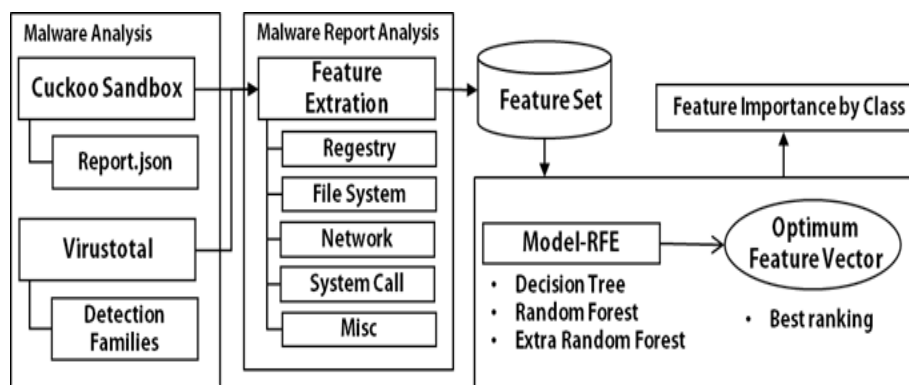 Malware Analysis
Cuckoo Sandbox
Report.json
Virustotal
Detection
Families
Malware Report Analysis
Feature
Extration
Regestry
File System
Network
System Call
Misc
Feature Set
Feature Importance by Class
Model-RFE
• Decision Tree
• Random Forest
• Extra Random Forest
Optimum
Feature Vector
• Best ranking